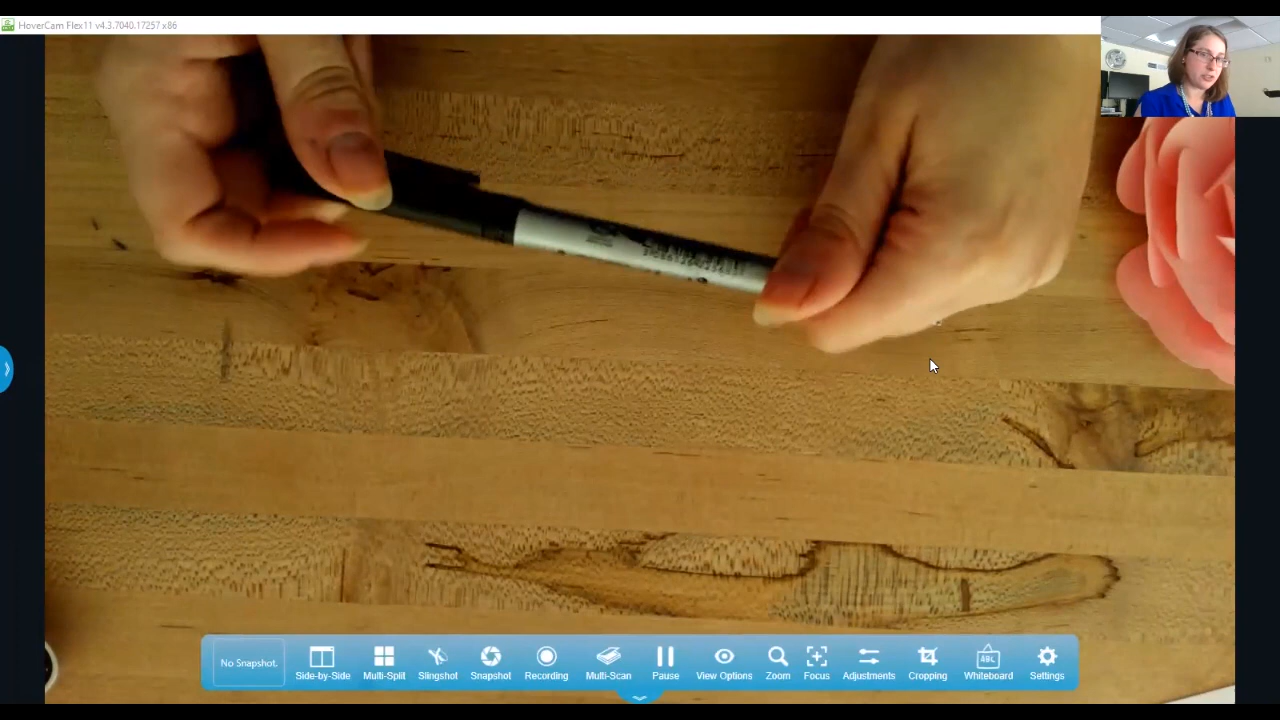 HoverCam Flex11 v4.3.7040.17257 x86
No Snapshot.
Side-by-Side
Multi-Split
Slingshot
Snapshot
Recording
Multi-Scan
Pause
View Options
Zoom
Focus
Adjustments
Cropping
ABC
Whiteboard
Settings